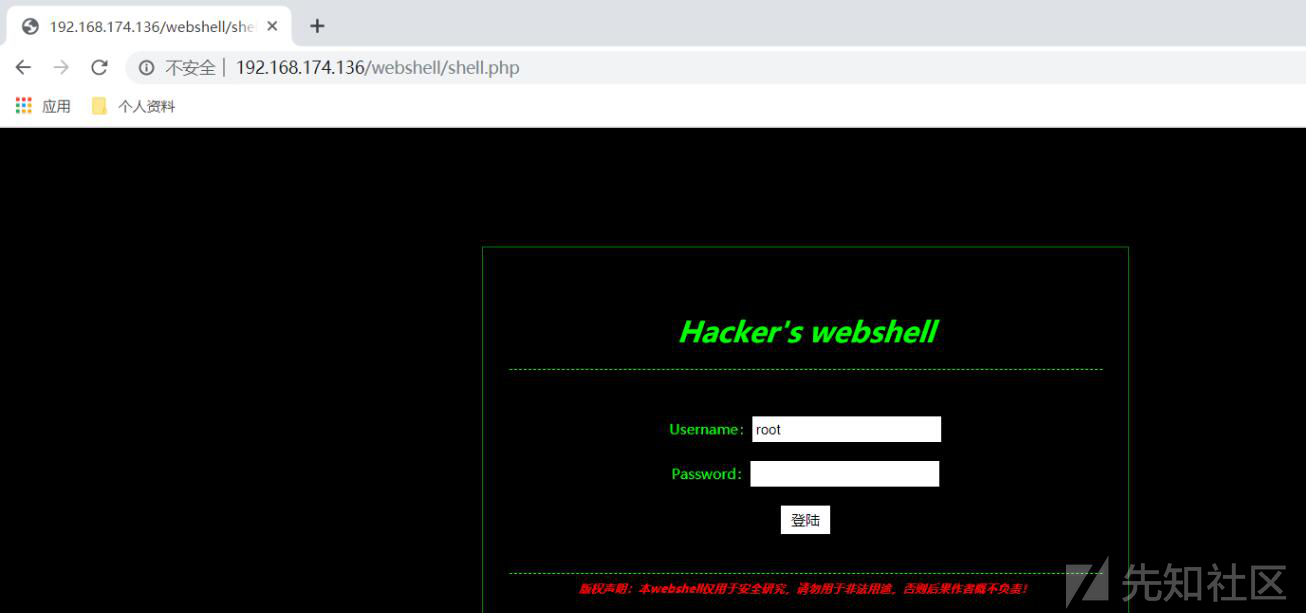 192.168.174.136/webshell/she
不安全 | 192.168.174.136/webshell/shell.php
应用 个人资料
Hacker's webshell
Username: root
Password:
登陆
版权声明：本webshell仅用于安全研究，请勿用于非法用途，否则后果作者概不负责！
先知社区